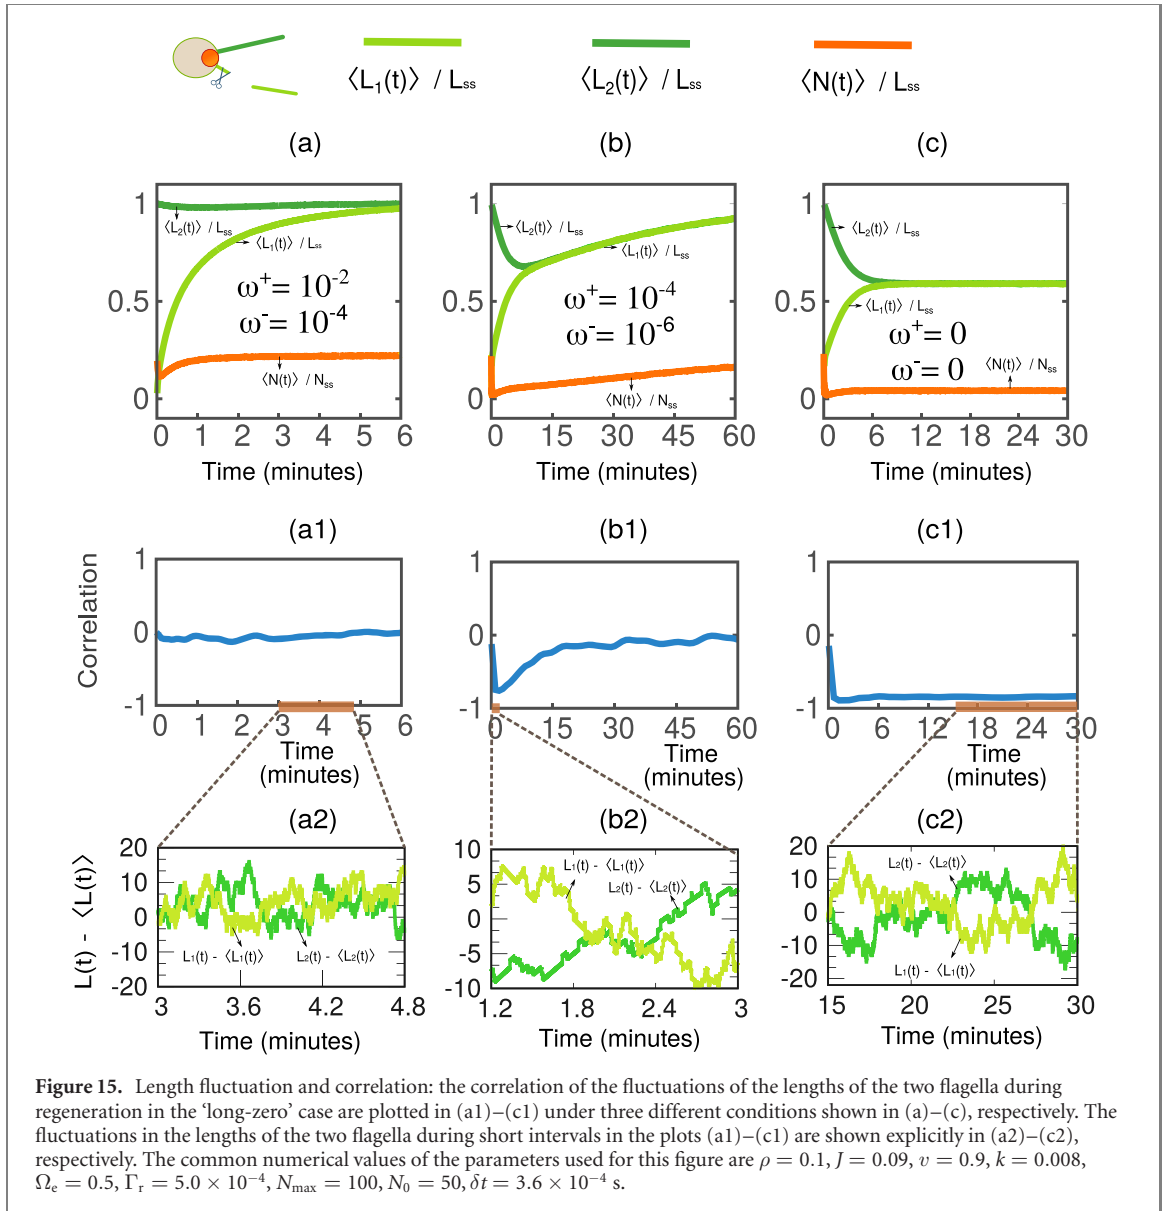 ⟨L₁(t)⟩ / Lss ⟨L₂(t)⟩ / Lss ⟨N(t)⟩ / Lss
(a) (b) (c)
1
0.5
0
⟨L₂(t)⟩ / Lss
⟨L₁(t)⟩ / Lss
ω⁺= 10⁻²
ω⁻= 10⁻⁴
⟨N(t)⟩ / Nss
0 1 2 3 4 5 6
Time (minutes)
1
0.5
0
⟨L₂(t)⟩ / Lss
⟨L₁(t)⟩ / Lss
ω⁺= 10⁻⁴
ω⁻= 10⁻⁶
⟨N(t)⟩ / Nss
0 15 30 45 60
Time (minutes)
1
0.5
0
⟨L₂(t)⟩ / Lss
⟨L₁(t)⟩ / Lss
ω⁺= 0
ω⁻= 0
⟨N(t)⟩ / Nss
0 6 12 18 24 30
Time (minutes)
(a1) (b1) (c1)
Correlation
1
0
-1
0 1 2 3 4 5 6
Time
(minutes)
1
0
-1
0 15 30 45 60
Time
(minutes)
1
0
-1
0 6 12 18 24 30
Time
(minutes)
(a2) (b2) (c2)
L(t) - ⟨L(t)⟩
20
10
0
-10
-20
L₁(t) - ⟨L₁(t)⟩ L₂(t) - ⟨L₂(t)⟩
3 3.6 4.2 4.8
Time (minutes)
10
5
0
-5
-10
L₁(t) - ⟨L₁(t)⟩
L₂(t) - ⟨L₂(t)⟩
1.2 1.8 2.4 3
Time (minutes)
20
10
0
-10
-20
L₂(t) - ⟨L₂(t)⟩
L₁(t) - ⟨L₁(t)⟩
15 20 25 30
Time (minutes)
Figure 15. Length fluctuation and correlation: the correlation of the fluctuations of the lengths of the two flagella during
regeneration in the ‘long-zero’ case are plotted in (a1)–(c1) under three different conditions shown in (a)–(c), respectively. The
fluctuations in the lengths of the two flagella during short intervals in the plots (a1)–(c1) are shown explicitly in (a2)–(c2),
respectively. The common numerical values of the parameters used for this figure are ρ = 0.1, J = 0.09, v = 0.9, k = 0.008,
Ωₑ = 0.5, Γᵣ = 5.0 × 10⁻⁴, Nmax = 100, N₀ = 50, δt = 3.6 × 10⁻⁴ s.